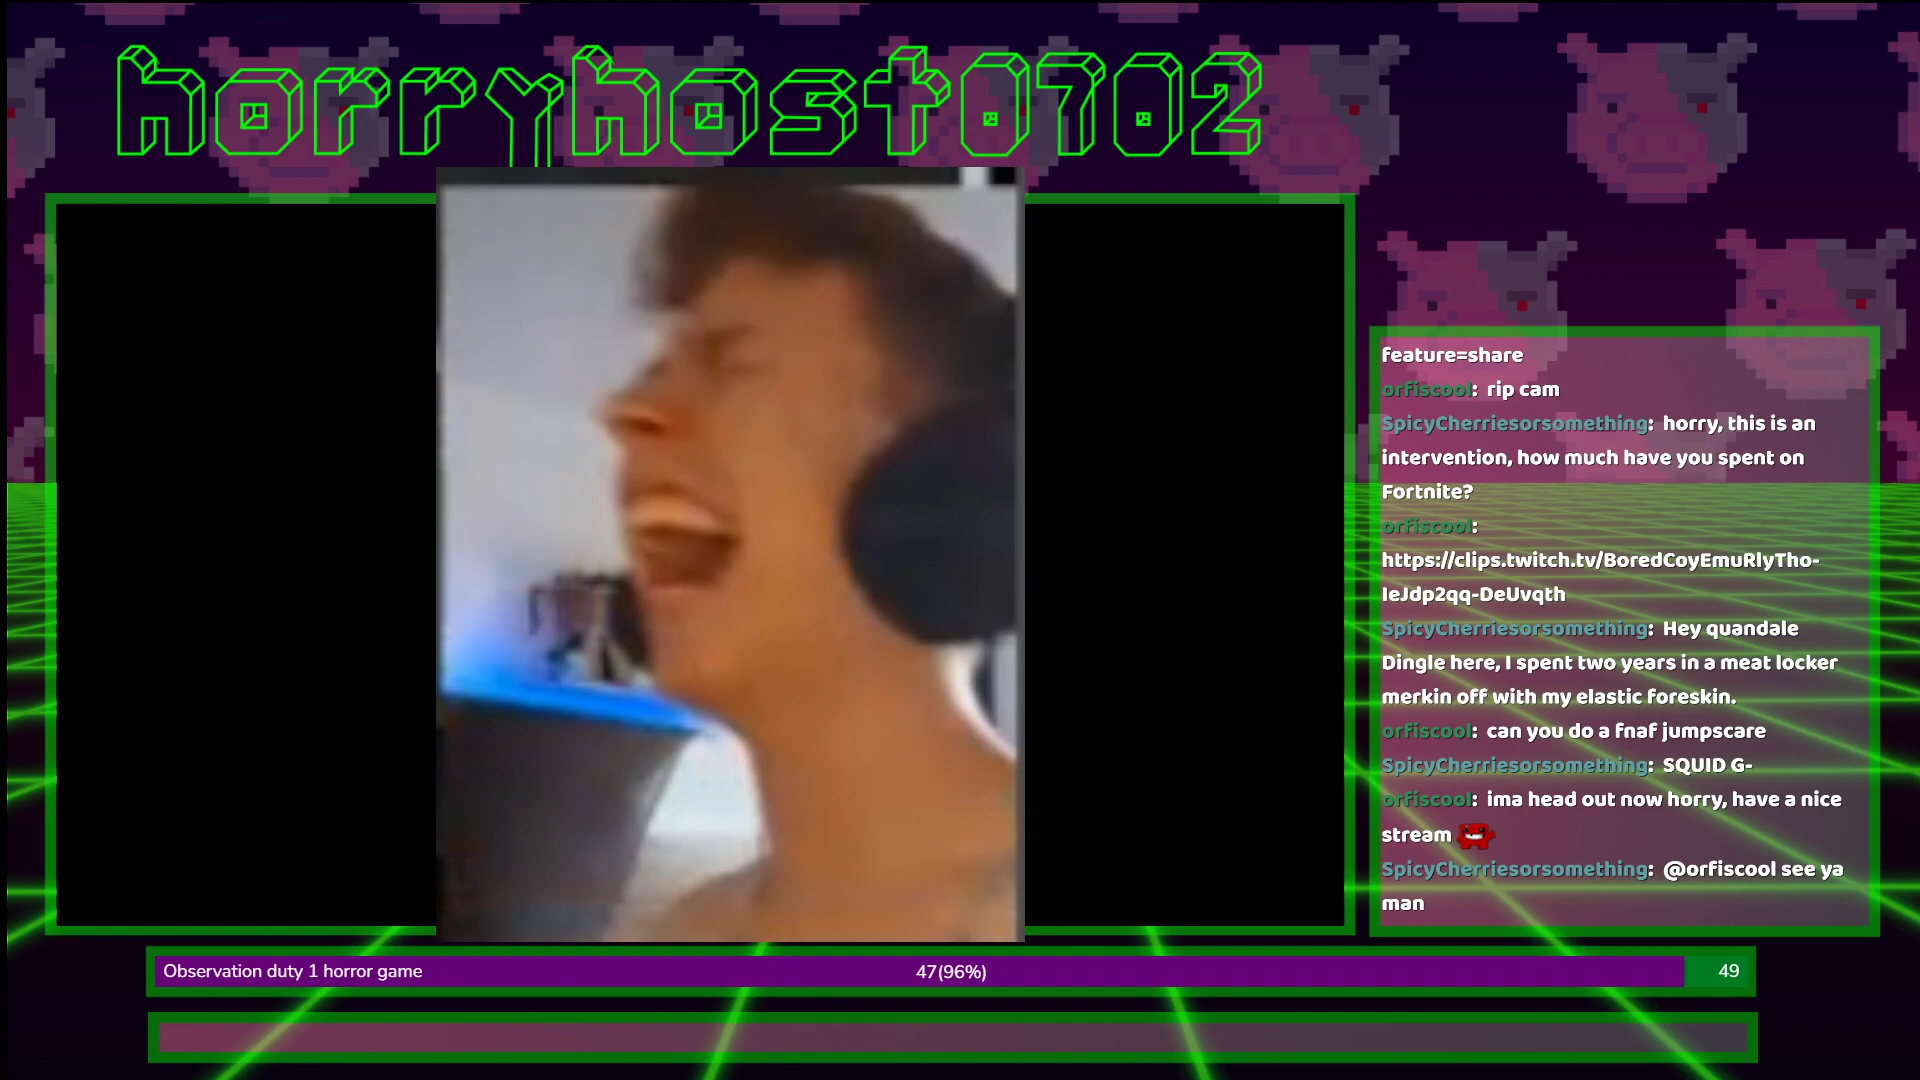 horryhost0702
feature=share
orfiscool: rip cam
SpicyCherriesorsomething: horry, this is an
intervention, how much have you spent on
Fortnite?
orfiscool:
https://clips.twitch.tv/BoredCoyEmuRlyTho-
IeJdp2qq-DeUvqth
SpicyCherriesorsomething: Hey quandale
Dingle here, I spent two years in a meat locker
merkin off with my elastic foreskin.
orfiscool: can you do a fnaf jumpscare
SpicyCherriesorsomething: SQUID G-
orfiscool: ima head out now horry, have a nice
stream
SpicyCherriesorsomething: @orfiscool see ya
man
Observation duty 1 horror game 47(96%) 49